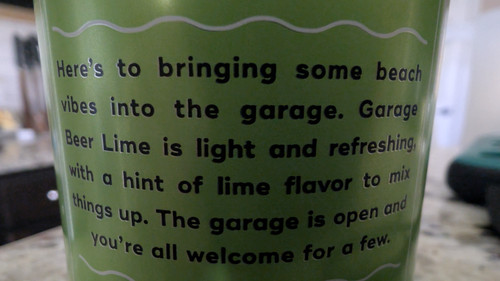 Here's to bringing some beach
vibes into the garage. Garage
Beer Lime is light and refreshing,
with a hint of lime flavor to mix
things up. The garage is open and
you're all welcome for a few.